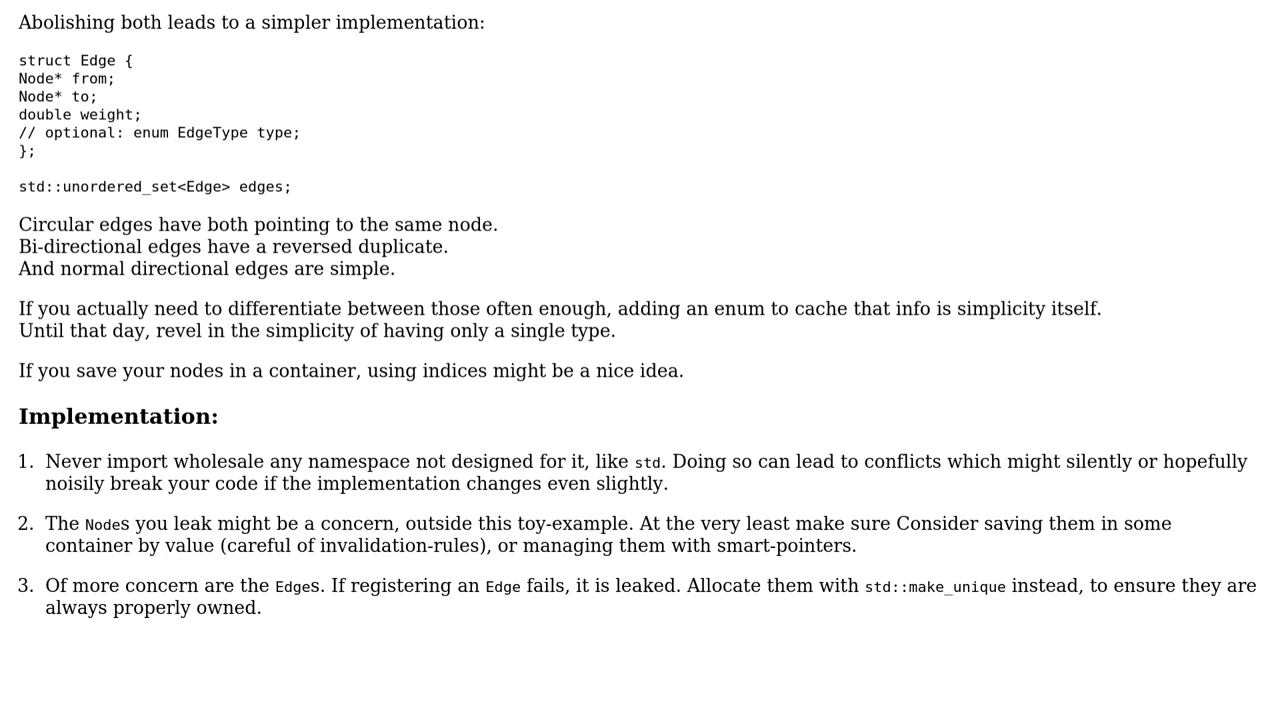 Abolishing both leads to a simpler implementation:
struct Edge {
Node* from;
Node* to;
double weight;
// optional: enum EdgeType type;
};
std::unordered_set<Edge> edges;
Circular edges have both pointing to the same node.
Bi-directional edges have a reversed duplicate.
And normal directional edges are simple.
If you actually need to differentiate between those often enough, adding an enum to cache that info is simplicity itself.
Until that day, revel in the simplicity of having only a single type.
If you save your nodes in a container, using indices might be a nice idea.
Implementation:
1. Never import wholesale any namespace not designed for it, like std. Doing so can lead to conflicts which might silently or hopefully
noisily break your code if the implementation changes even slightly.
2. The Nodes you leak might be a concern, outside this toy-example. At the very least make sure Consider saving them in some
container by value (careful of invalidation-rules), or managing them with smart-pointers.
3. Of more concern are the Edges. If registering an Edge fails, it is leaked. Allocate them with std::make_unique instead, to ensure they are
always properly owned.